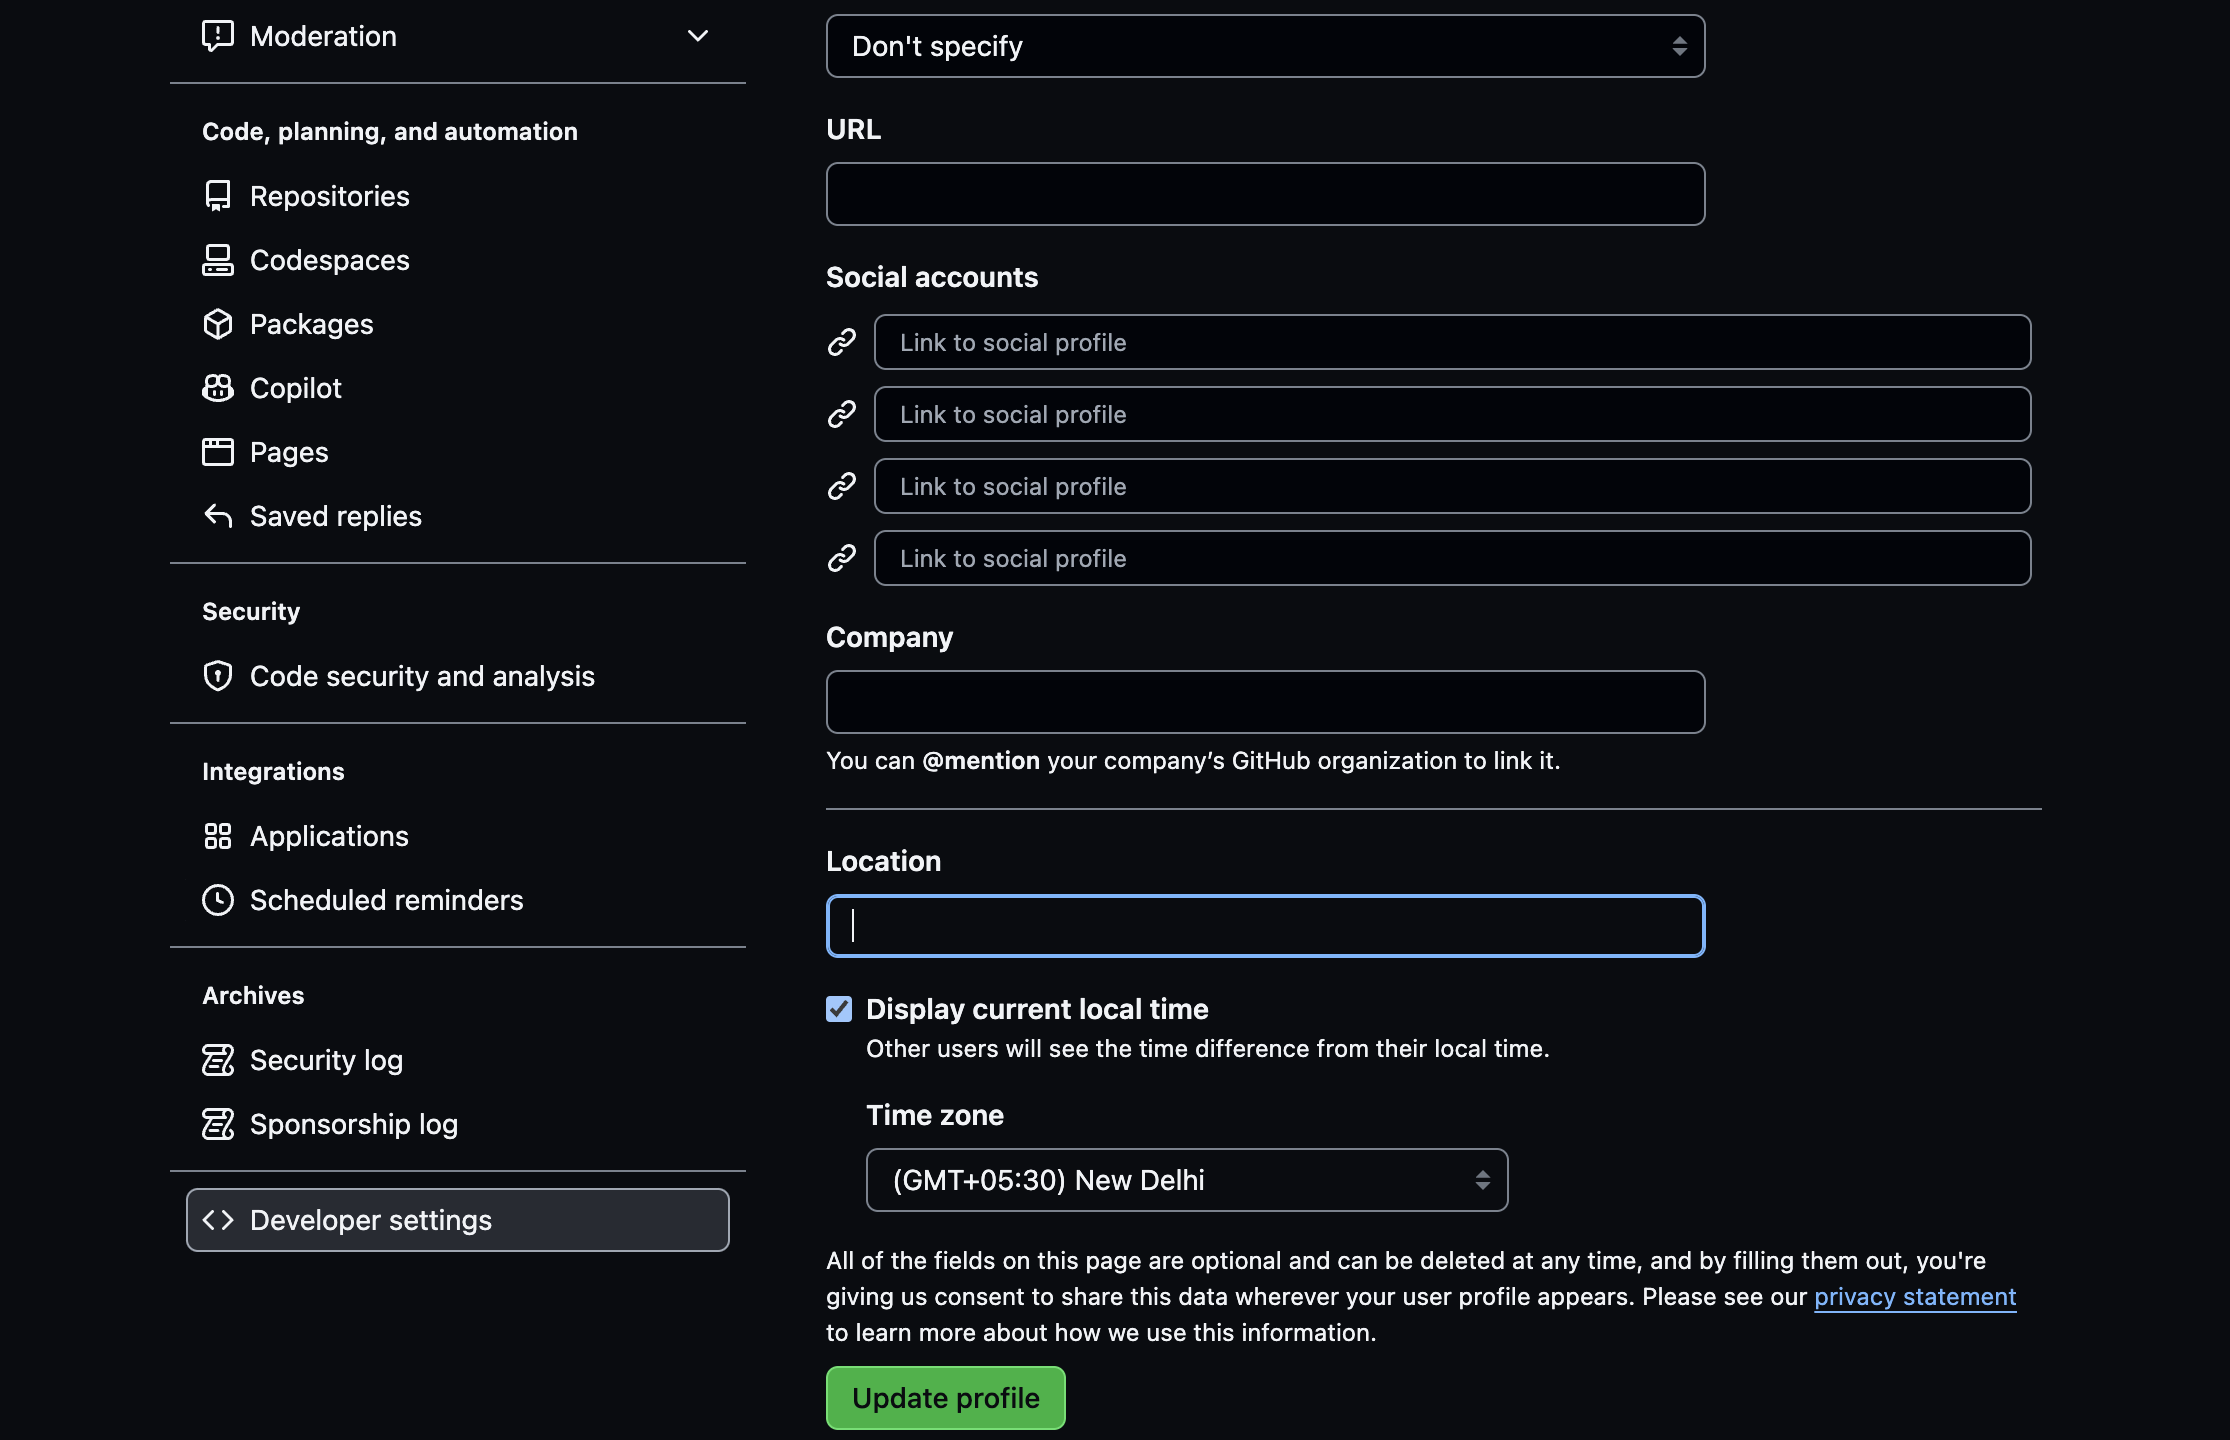 Moderation
Code, planning, and automation
Repositories
Codespaces
Packages
Copilot
Pages
Saved replies
Security
Code security and analysis
Integrations
Applications
Scheduled reminders
Archives
Security log
Sponsorship log
Developer settings
Don't specify
URL
Social accounts
Link to social profile
Link to social profile
Link to social profile
Link to social profile
Company
You can @mention your company’s GitHub organization to link it.
Location
Display current local time
Other users will see the time difference from their local time.
Time zone
(GMT+05:30) New Delhi
All of the fields on this page are optional and can be deleted at any time, and by filling them out, you're
giving us consent to share this data wherever your user profile appears. Please see our privacy statement
to learn more about how we use this information.
Update profile